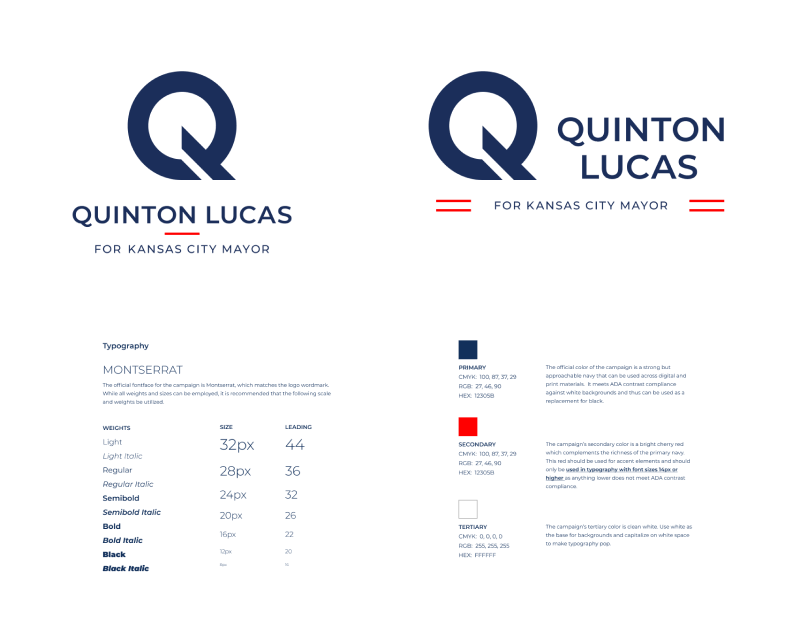 QUINTON LUCAS
FOR KANSAS CITY MAYOR
QUINTON
LUCAS
FOR KANSAS CITY MAYOR
Typography
MONTSERRAT
The official fontface for the campaign is Montserrat, which matches the logo wordmark.
While all weights and sizes can be employed, it is recommended that the following scale
and weights be utilized.
WEIGHTS SIZE LEADING
Light 32px 44
Light Italic
Regular 28px 36
Regular Italic
Semibold 24px 32
Semibold Italic 20px 26
Bold
Bold Italic 16px 22
Black 12px 20
Black Italic
PRIMARY
CMYK: 100, 87, 37, 29
RGB: 27, 46, 90
HEX: 12305B
The official color of the campaign is a strong but
approachable navy that can be used across digital and
print materials. It meets ADA contrast compliance
against white backgrounds and thus can be used as a
replacement for black.
SECONDARY
CMYK: 100, 87, 37, 29
RGB: 27, 46, 90
HEX: 12305B
The campaign's secondary color is a bright cherry red
which complements the richness of the primary navy.
This red should be used for accent elements and should
only be used in typography with font sizes 14px or
higher as anything lower does not meet ADA contrast
compliance.
TERTIARY
CMYK: 0, 0, 0, 0
RGB: 255, 255, 255
HEX: FFFFFF
The campaign's tertiary color is clean white. Use white as
the base for backgrounds and capitalize on white space
to make typography pop.